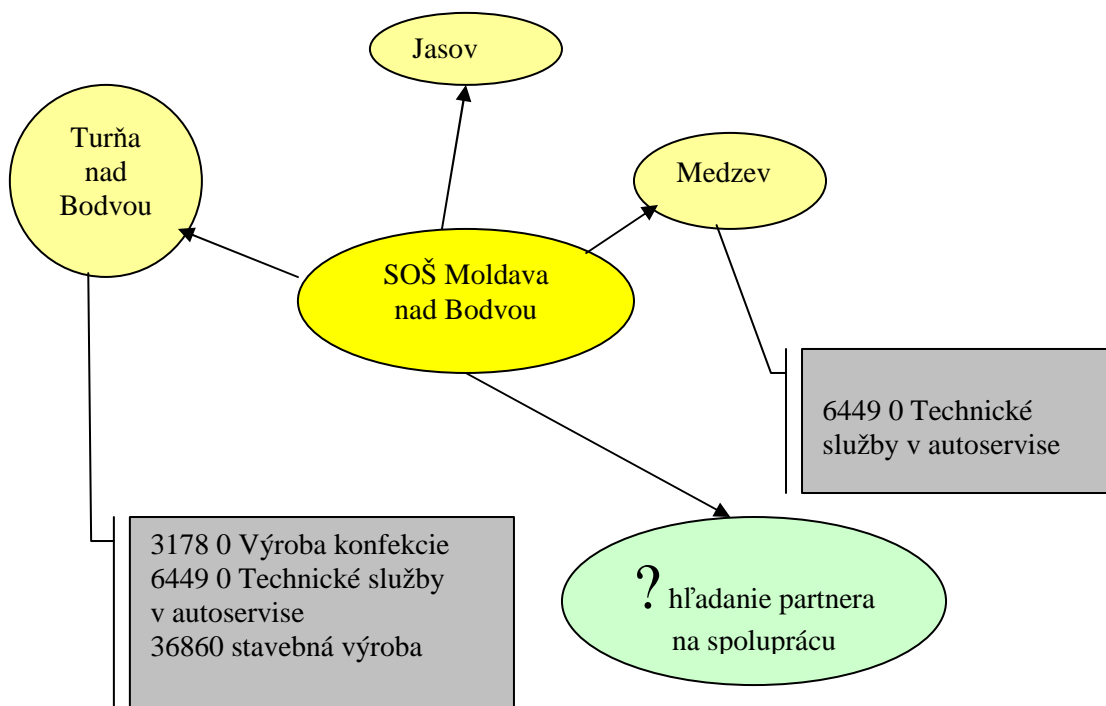 Jasov
Turňa
nad
Bodvou
Medzev
SOŠ Moldava
nad Bodvou
6449 0 Technické
služby v autoservise
3178 0 Výroba konfekcie
6449 0 Technické služby
v autoservise
36860 stavebná výroba
? hľadanie partnera
na spoluprácu